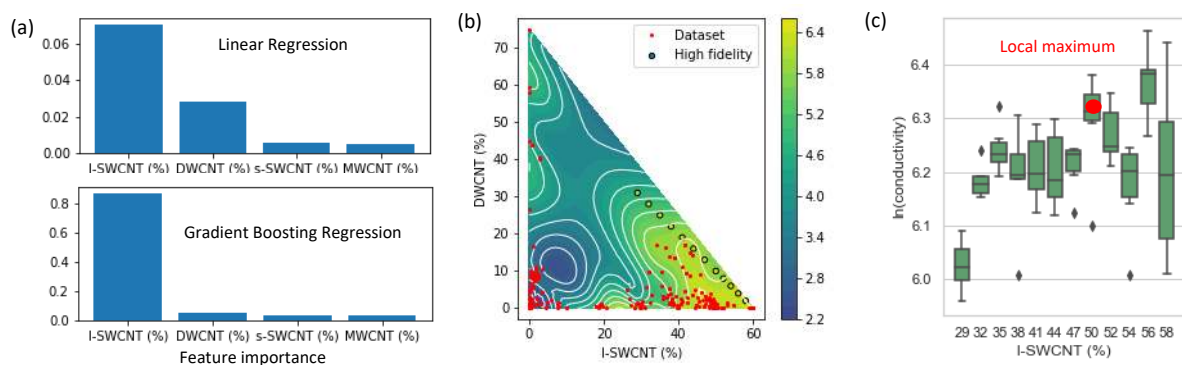 (a)
Linear Regression
0.06
0.04
0.02
0.00
l-SWCNT (%) DWCNT (%) s-SWCNT (%) MWCNT (%)
Gradient Boosting Regression
0.8
0.6
0.4
0.2
0.0
l-SWCNT (%) DWCNT (%) s-SWCNT (%) MWCNT (%)
Feature importance
(b)
Dataset
High fidelity
DWCNT (%)
70
60
50
40
30
20
10
0
0 20 40 60
l-SWCNT (%)
6.4
5.8
5.2
4.6
4.0
3.4
2.8
2.2
(c)
Local maximum
ln(conductivity)
6.4
6.3
6.2
6.1
6.0
29 32 35 38 41 44 47 50 52 54 56 58
l-SWCNT (%)